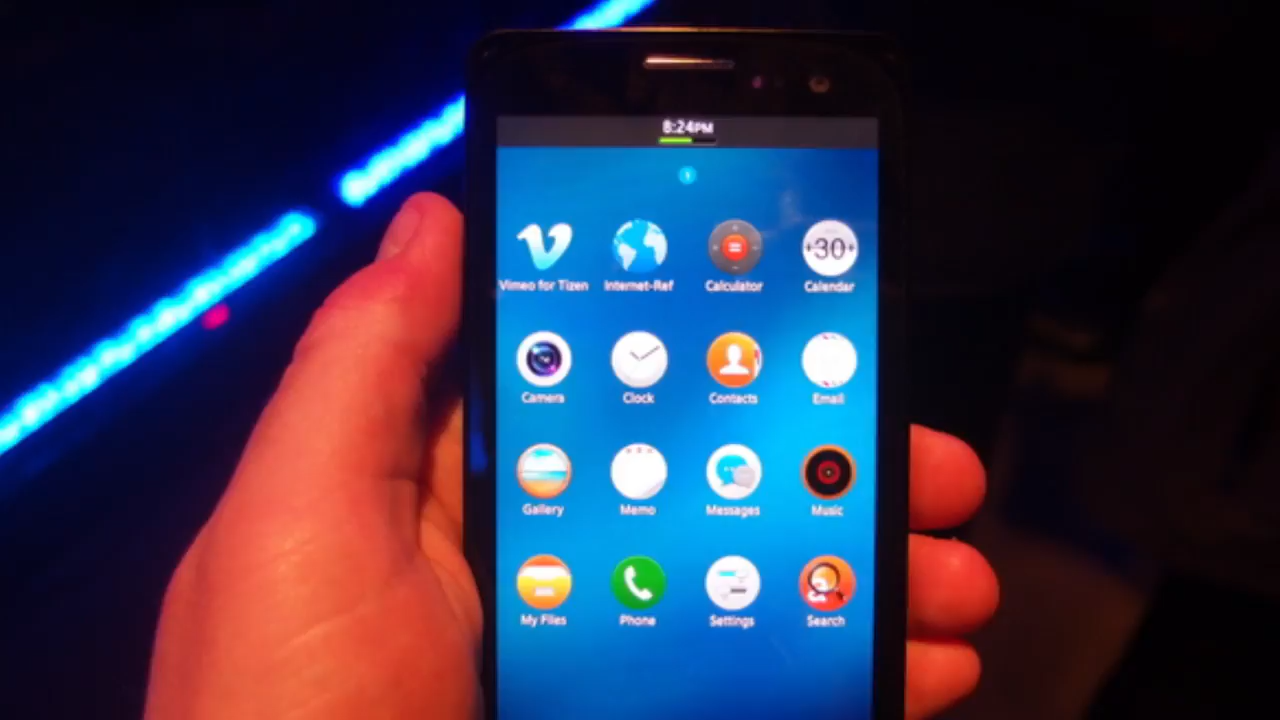 8:24PM
Vimeo for Tizen
Internet-Ref
Calculator
+30+
Calendar
Camera
Clock
Contacts
Email
Gallery
Memo
Messages
Music
My Files
Phone
Settings
Search